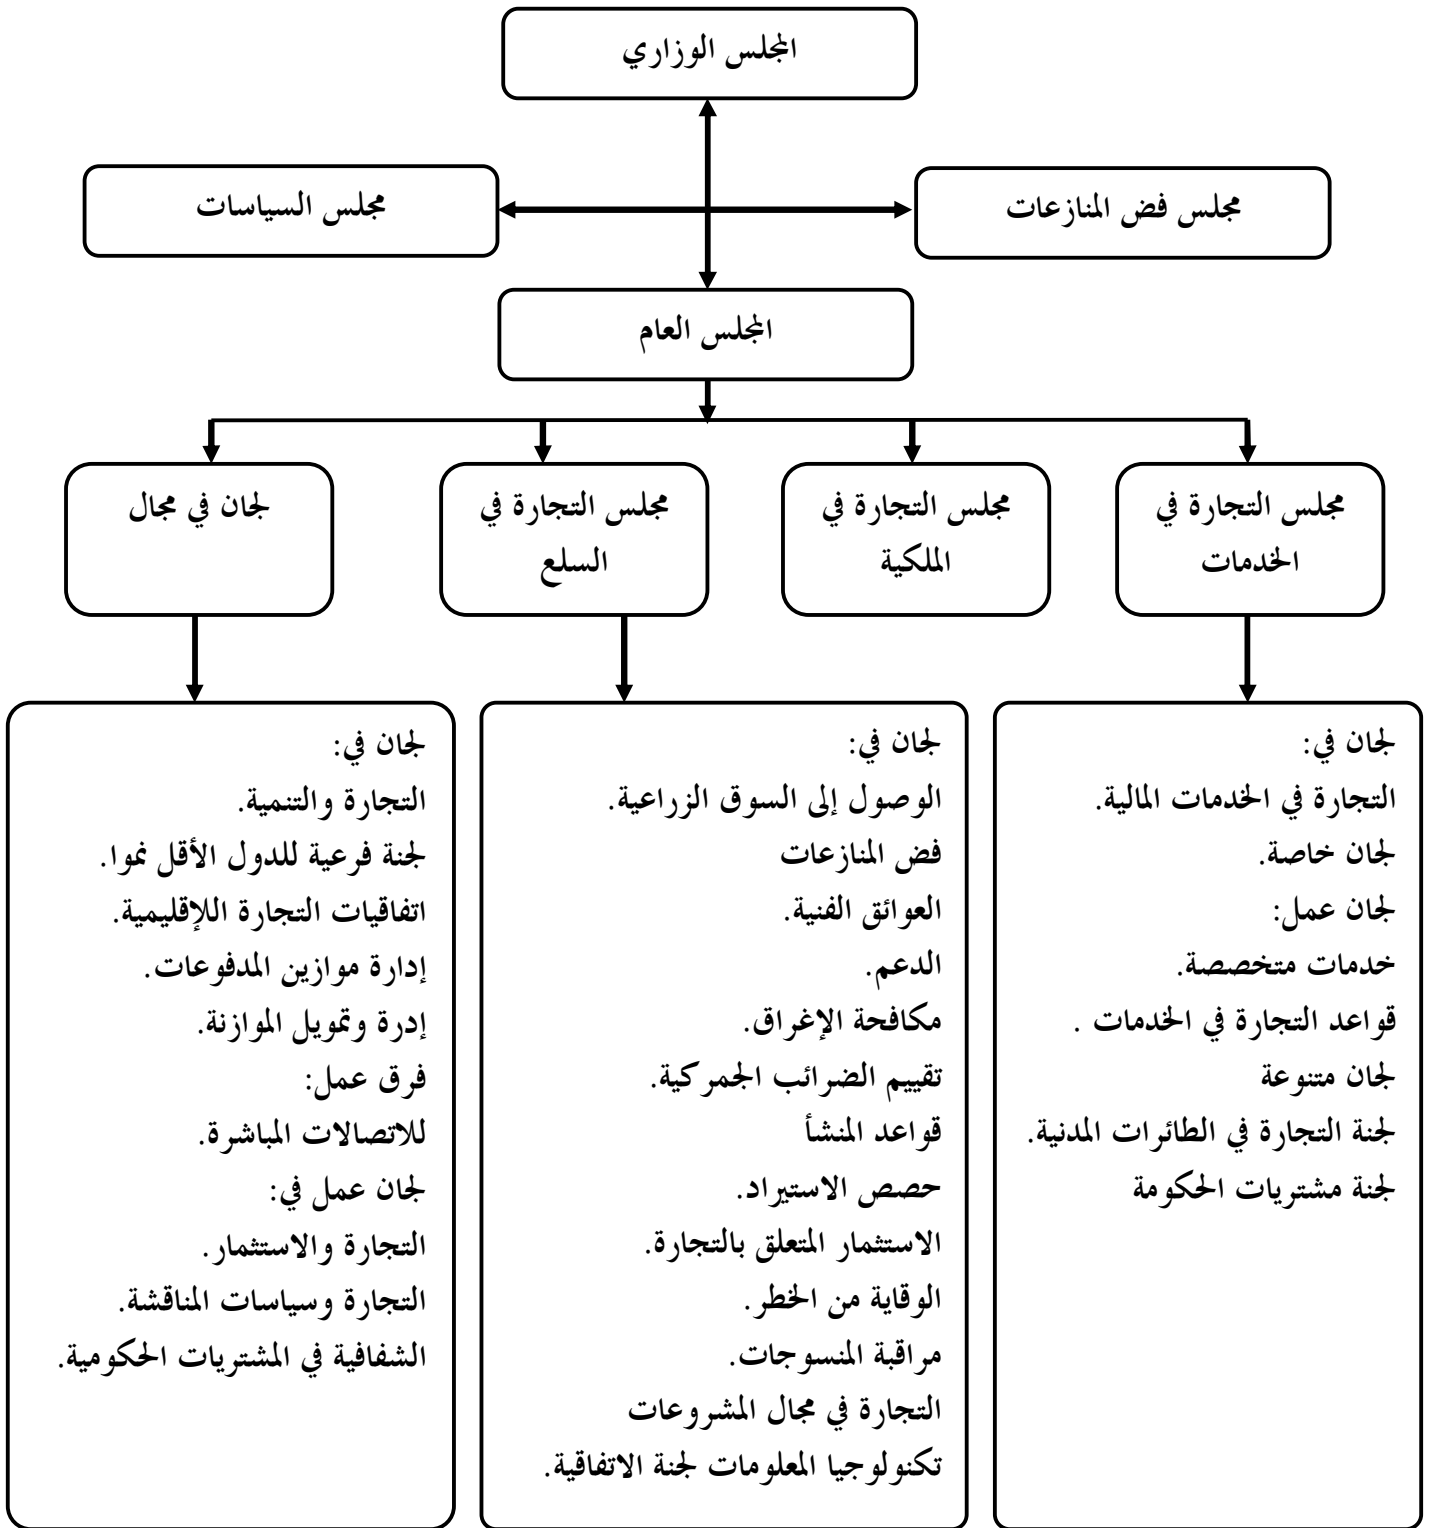 المجلس الوزاري
مجلس فض المنازعات
مجلس السياسات
المجلس العام
مجلس التجارة في
الخدمات
مجلس التجارة في
الملكية
مجلس التجارة في
السلع
لجان في مجال
لجان في:
التجارة في الخدمات المالية.
لجان خاصة.
لجان عمل:
خدمات متخصصة.
قواعد التجارة في الخدمات .
لجان متنوعة
لجنة التجارة في الطائرات المدنية.
لجنة مشتريات الحكومة
لجان في:
الوصول إلى السوق الزراعية.
فض المنازعات
العوائق الفنية.
الدعم.
مكافحة الإغراق.
تقييم الضرائب الجمركية.
قواعد المنشأ
حصص الاستيراد.
الاستثمار المتعلق بالتجارة.
الوقاية من الخطر.
مراقبة المنسوجات.
التجارة في مجال المشروعات
تكنولوجيا المعلومات لجنة الاتفاقية.
لجان في:
التجارة والتنمية.
لجنة فرعية للدول الأقل نموا.
اتفاقيات التجارة اللإقليمية.
إدارة موازين المدفوعات.
إدرة وتمويل الموازنة.
فرق عمل:
للاتصالات المباشرة.
لجان عمل في:
التجارة والاستثمار.
التجارة وسياسات المناقشة.
الشفافية في المشتريات الحكومية.